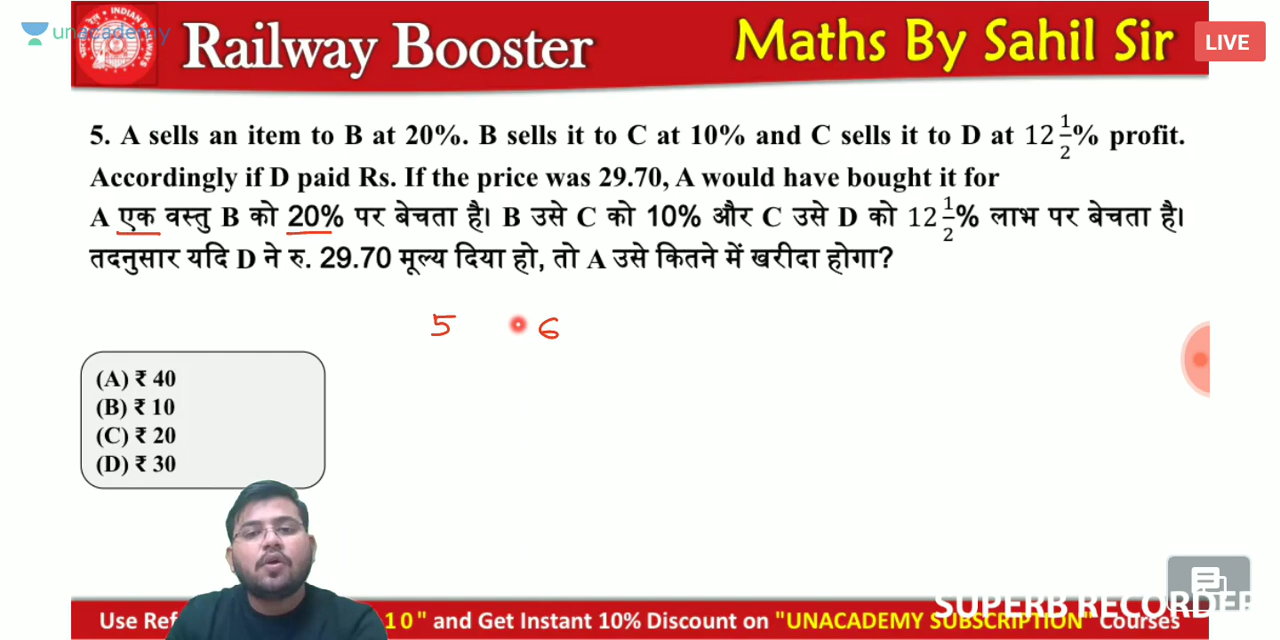 unacademy
INDIAN RAILWAYS
Railway Booster
Maths By Sahil Sir
LIVE
5. A sells an item to B at 20%. B sells it to C at 10% and C sells it to D at 12 1/2% profit.
Accordingly if D paid Rs. If the price was 29.70, A would have bought it for
A एक वस्तु B को 20% पर बेचता है। B उसे C को 10% और C उसे D को 12 1/2% लाभ पर बेचता है।
तदनुसार यदि D ने रु. 29.70 मूल्य दिया हो, तो A उसे कितने में खरीदा होगा?
5 6
(A) ₹ 40
(B) ₹ 10
(C) ₹ 20
(D) ₹ 30
SUPERB RECORDER
Use Ref 10" and Get Instant 10% Discount on "UNACADEMY SUBSCRIPTION" Courses